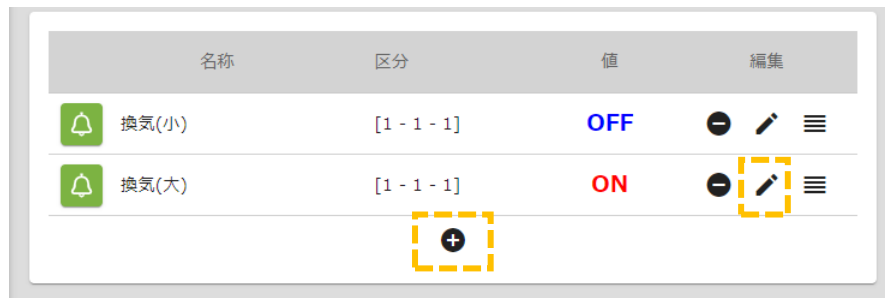 名称 区分 値 編集
換気(小) [1 - 1 - 1] OFF
換気(大) [1 - 1 - 1] ON